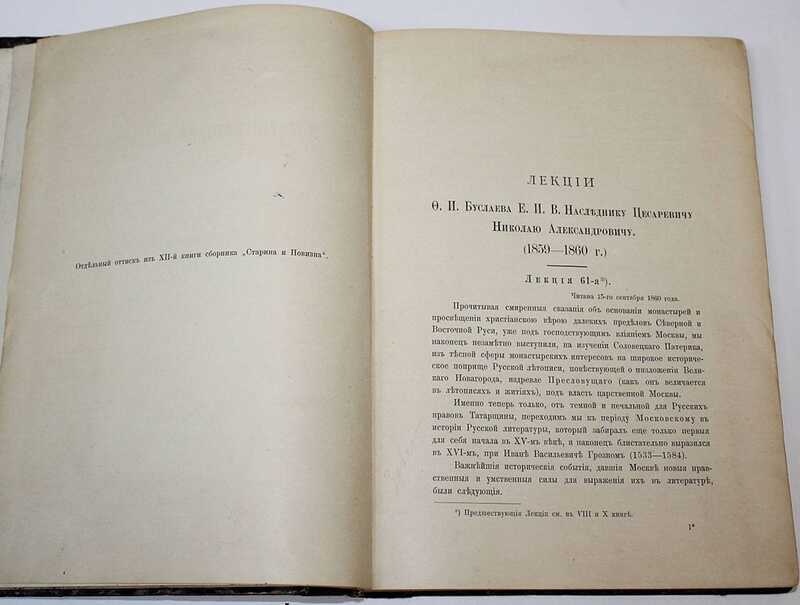 Отдѣльный оттискъ изъ XII-й книги сборника „Старина и Новизна“.
ЛЕКЦІИ
Ѳ. И. Буслаева Е. И. В. Наслѣднику Цесаревичу
Николаю Александровичу.
(1859—1860 г.)
Лекція 61-я*).
Читана 15-го сентября 1860 года.
Прочитывая смиренныя сказанія объ основаніи монастырей и
просвѣщеніи христіанскою вѣрою далекихъ предѣловъ Сѣверной и
Восточной Руси, уже подъ господствующимъ вліяніемъ Москвы, мы
наконецъ незамѣтно выступили, на изученіи Соловецкаго Патерика,
изъ тѣсной сферы монастырскихъ интересовъ на широкое историче-
ское поприще Русской лѣтописи, повѣствующей о низложеніи Вели-
каго Новагорода, издревле Пресловущаго (какъ онъ величается
въ лѣтописяхъ и житіяхъ), подъ власть царственной Москвы.
Именно теперь только, отъ темной и печальной для Русскихъ
нравовъ Татарщины, переходимъ мы къ періоду Московскому въ
исторіи Русской литературы, который забиралъ еще только первыя
для себя начала въ XV-мъ вѣкѣ, и наконецъ блистательно выразился
въ XVI-мъ, при Иванѣ Васильевичѣ Грозномъ (1533—1584).
Важнѣйшія историческія событія, давшія Москвѣ новыя нрав-
ственныя и умственныя силы для выраженія ихъ въ литературѣ,
были слѣдующія.
*) Предшествующія Лекціи см. въ VIII и X книгѣ.
1*